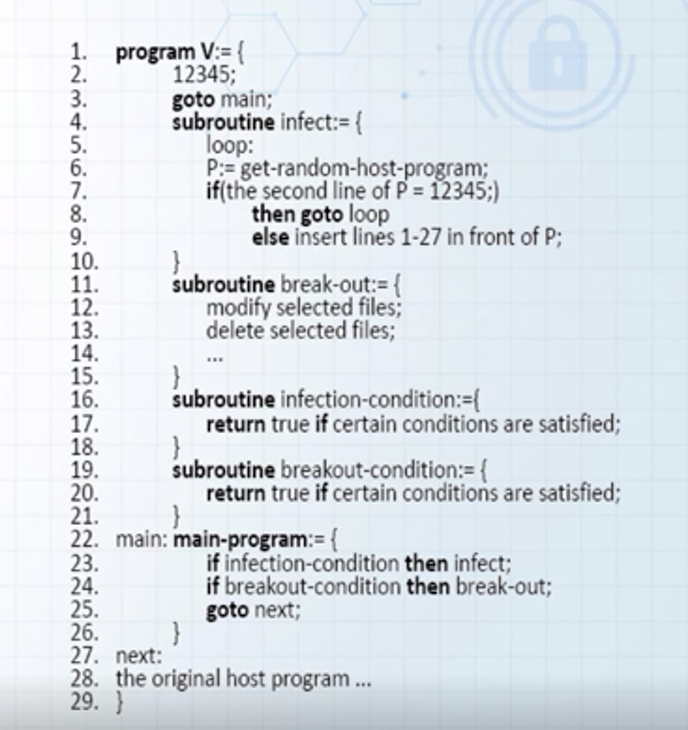 1. program V:= {
2. 12345;
3. goto main;
4. subroutine infect:= {
5. loop:
6. P:= get-random-host-program;
7. if(the second line of P = 12345;)
8. then goto loop
9. else insert lines 1-27 in front of P;
10. }
11. subroutine break-out:= {
12. modify selected files;
13. delete selected files;
14. ...
15. }
16. subroutine infection-condition:={
17. return true if certain conditions are satisfied;
18. }
19. subroutine breakout-condition:= {
20. return true if certain conditions are satisfied;
21. }
22. main: main-program:= {
23. if infection-condition then infect;
24. if breakout-condition then break-out;
25. goto next;
26. }
27. next:
28. the original host program ...
29. }